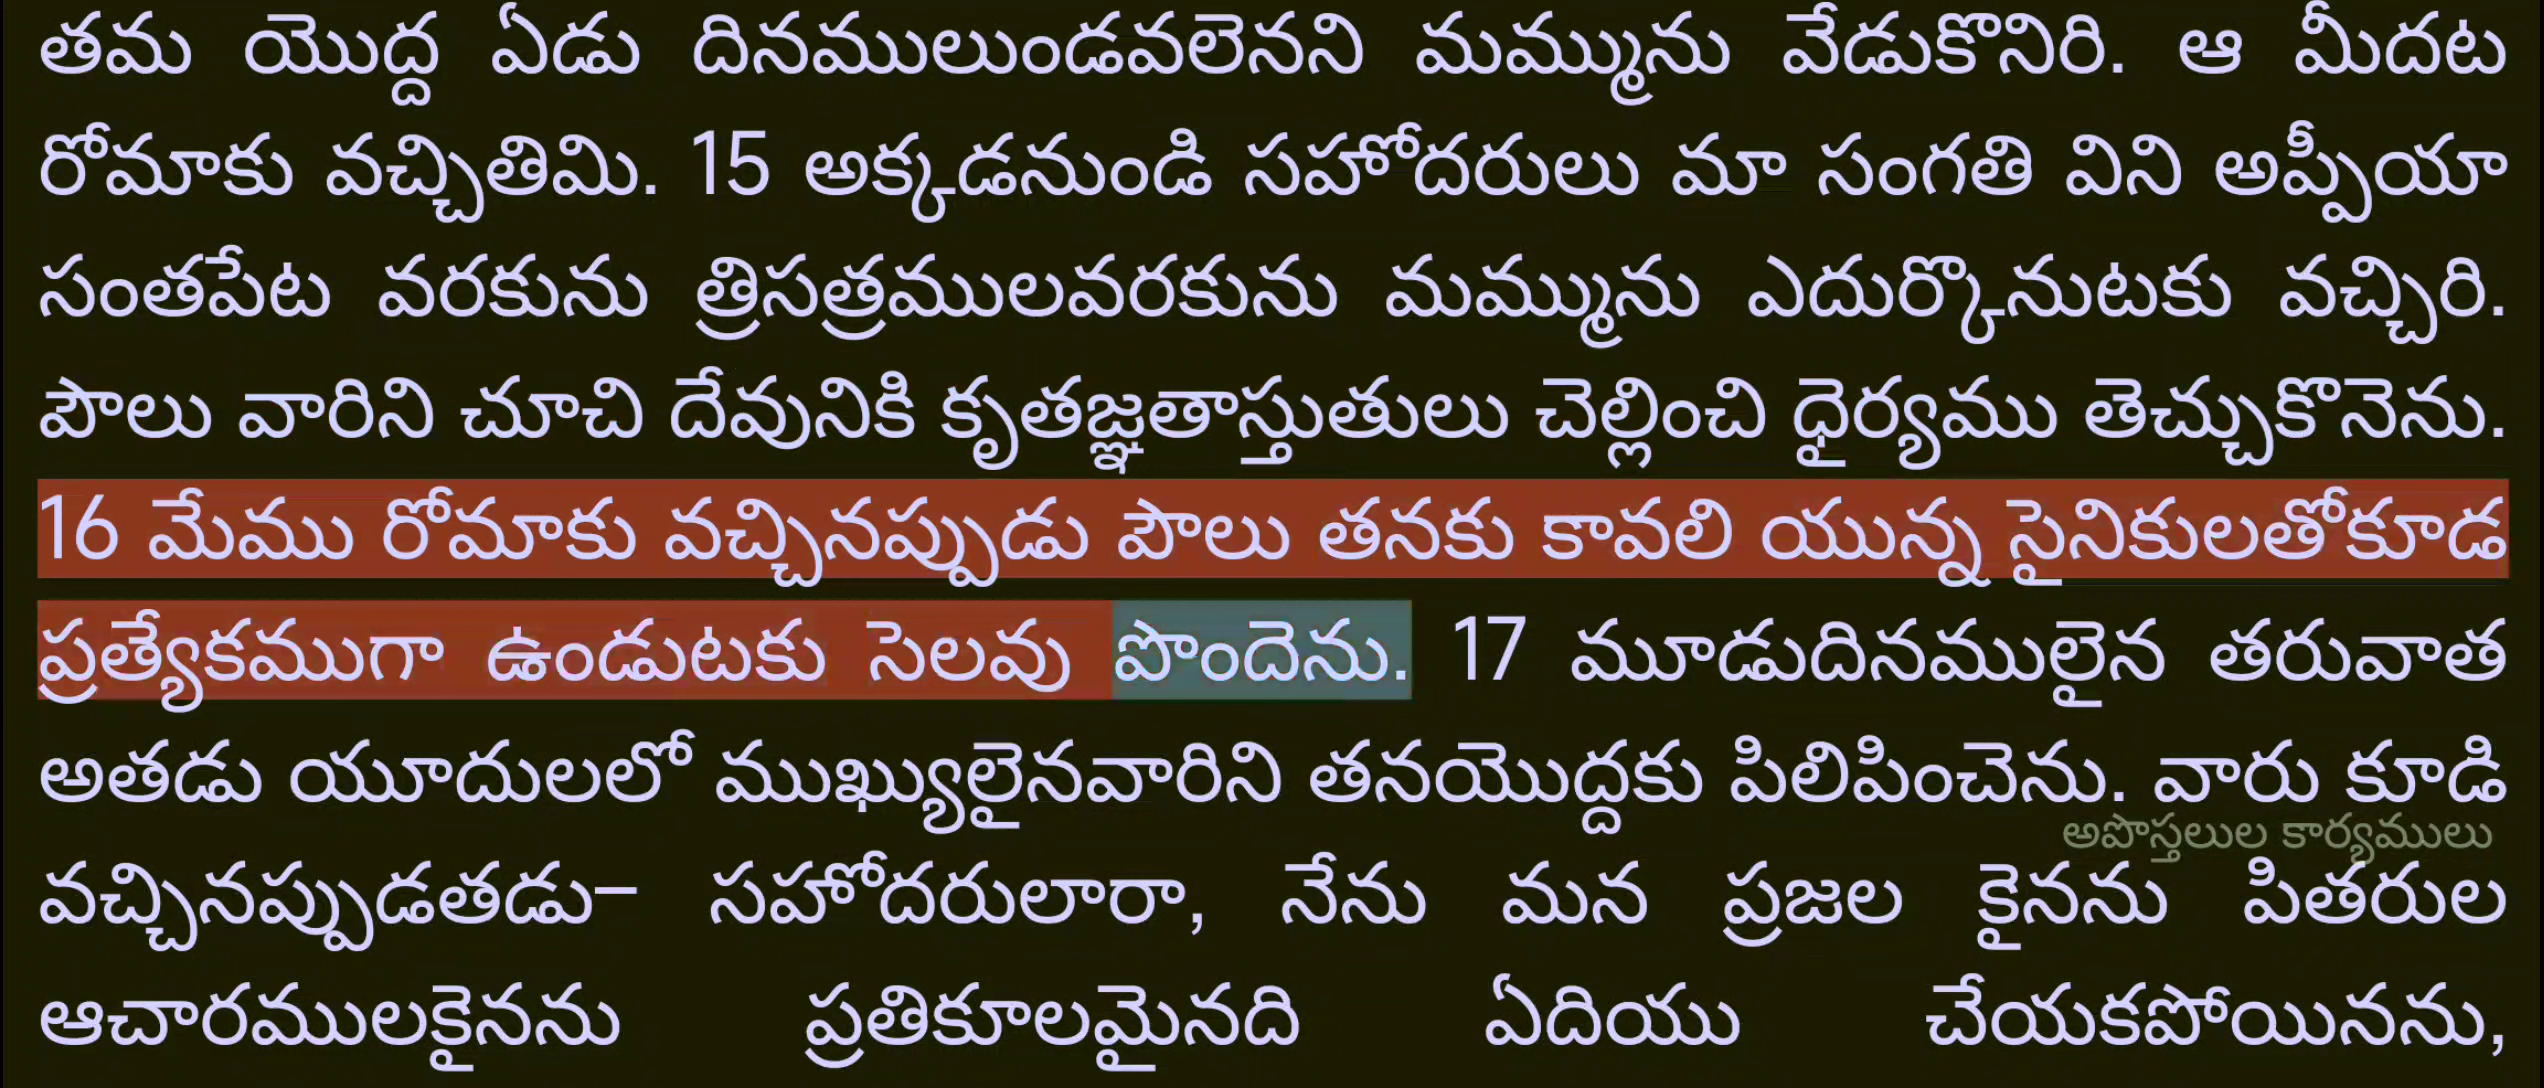 తమ యొద్ద ఏడు దినములుండవలెనని మమ్మును వేడుకొనిరి. ఆ మీదట
రోమాకు వచ్చితిమి. 15 అక్కడనుండి సహోదరులు మా సంగతి విని అప్పీయా
సంతపేట వరకును త్రిసత్రములవరకును మమ్మును ఎదుర్కొనుటకు వచ్చిరి.
పౌలు వారిని చూచి దేవునికి కృతజ్ఞతాస్తుతులు చెల్లించి ధైర్యము తెచ్చుకొనెను.
16 మేము రోమాకు వచ్చినప్పుడు పౌలు తనకు కావలి యున్న సైనికులతోకూడ
ప్రత్యేకముగా ఉండుటకు సెలవు పొందెను. 17 మూడుదినములైన తరువాత
అతడు యూదులలో ముఖ్యులైనవారిని తనయొద్దకు పిలిపించెను. వారు కూడి
అపొస్తలుల కార్యములు
వచ్చినప్పుడతడు– సహోదరులారా, నేను మన ప్రజల కైనను పితరుల
ఆచారములకైనను ప్రతికూలమైనది ఏదియు చేయకపోయినను,